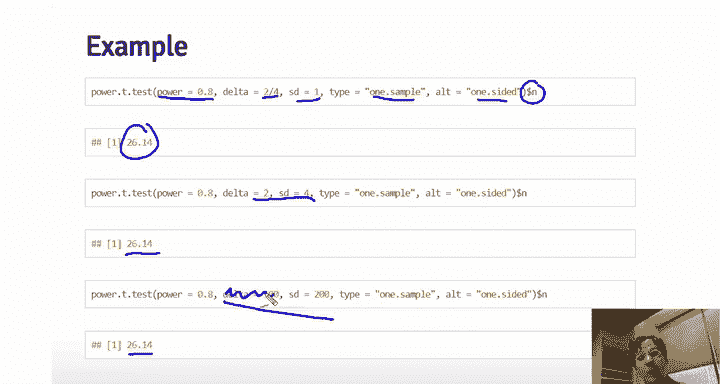 Example
power.t.test(power = 0.8, delta = 2/4, sd = 1, type = "one.sample", alt = "one.sided")$n
## [1] 26.14
power.t.test(power = 0.8, delta = 2, sd = 4, type = "one.sample", alt = "one.sided")$n
## [1] 26.14
power.t.test(power = 0.8, sd = 200, type = "one.sample", alt = "one.sided")$n
## [1] 26.14